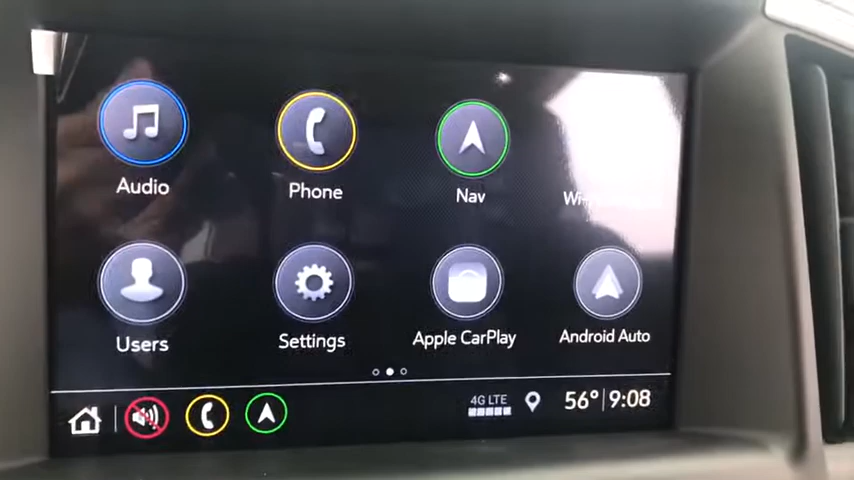 Audio
Phone
Nav
Users
Settings
Apple CarPlay
Android Auto
4G LTE
56° 9:08